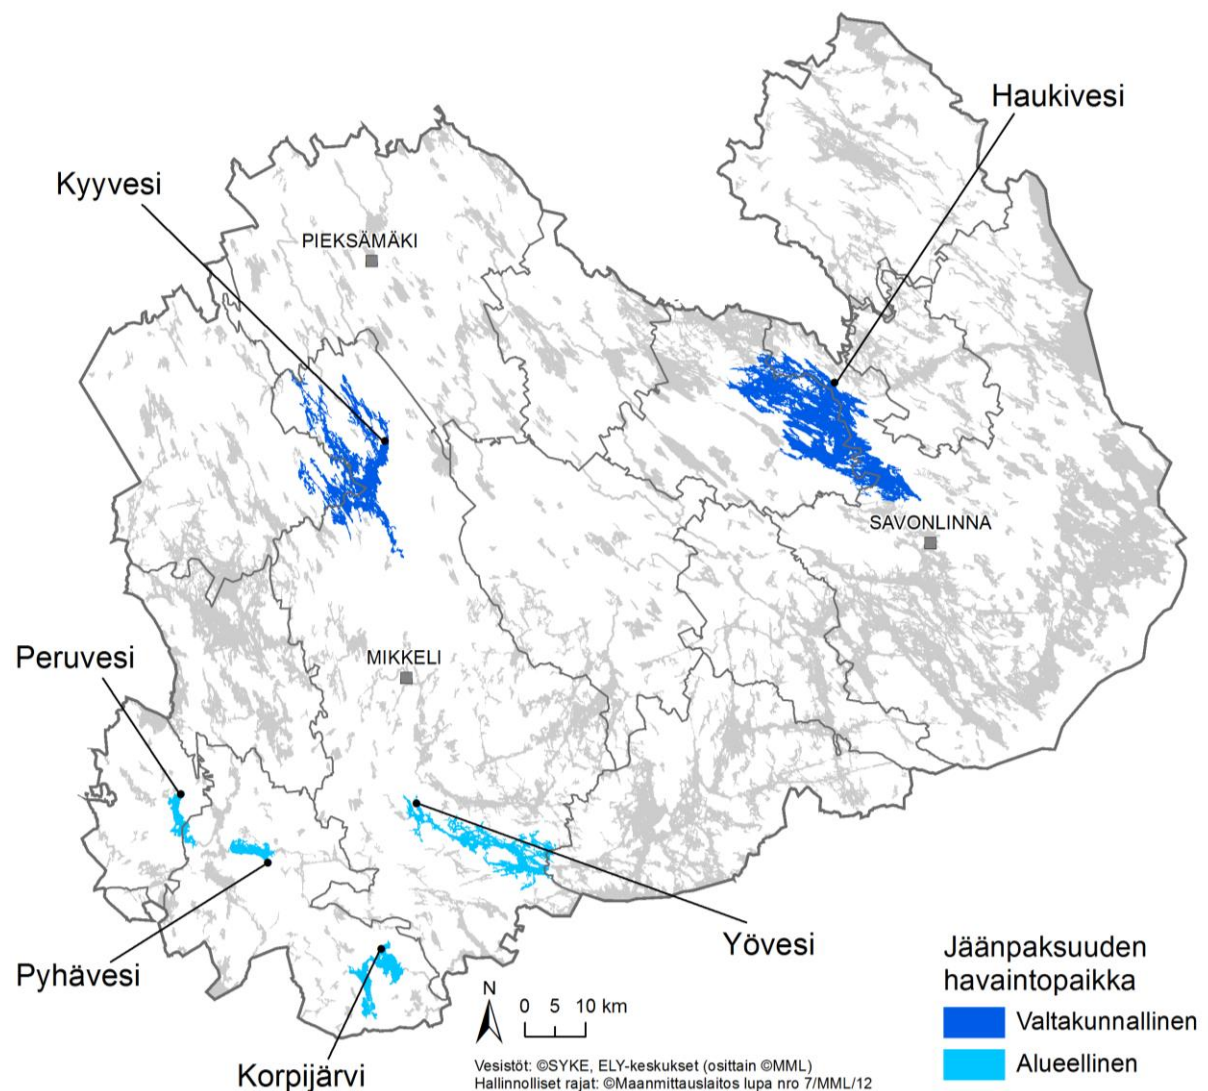 Haukivesi
Kyyvesi
PIEKSÄMÄKI
SAVONLINNA
Peruvesi
MIKKELI
Yövesi
Pyhävesi
Korpijärvi
N
0 5 10 km
Jäänpaksuuden
havaintopaikka
Valtakunnallinen
Alueellinen
Vesistöt: ©SYKE, ELY-keskukset (osittain ©MML)
Hallinnolliset rajat: ©Maanmittauslaitos lupa nro 7/MML/12